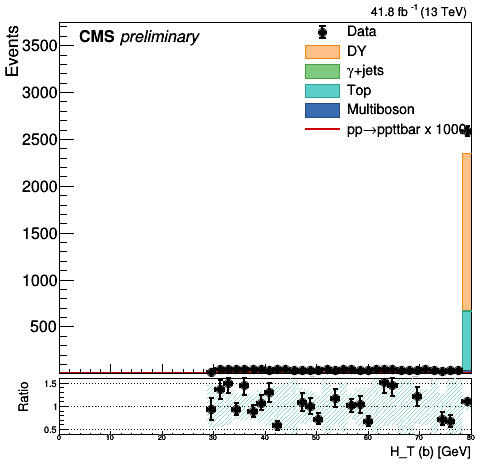 41.8 fb⁻¹ (13 TeV)
CMS preliminary
Events
3500
3000
2500
2000
1500
1000
500
Data
DY
γ+jets
Top
Multiboson
pp→ppttbar x 1000
Ratio
1.5
1
0.5
0 10 20 30 40 50 60 70 80
H_T (b) [GeV]